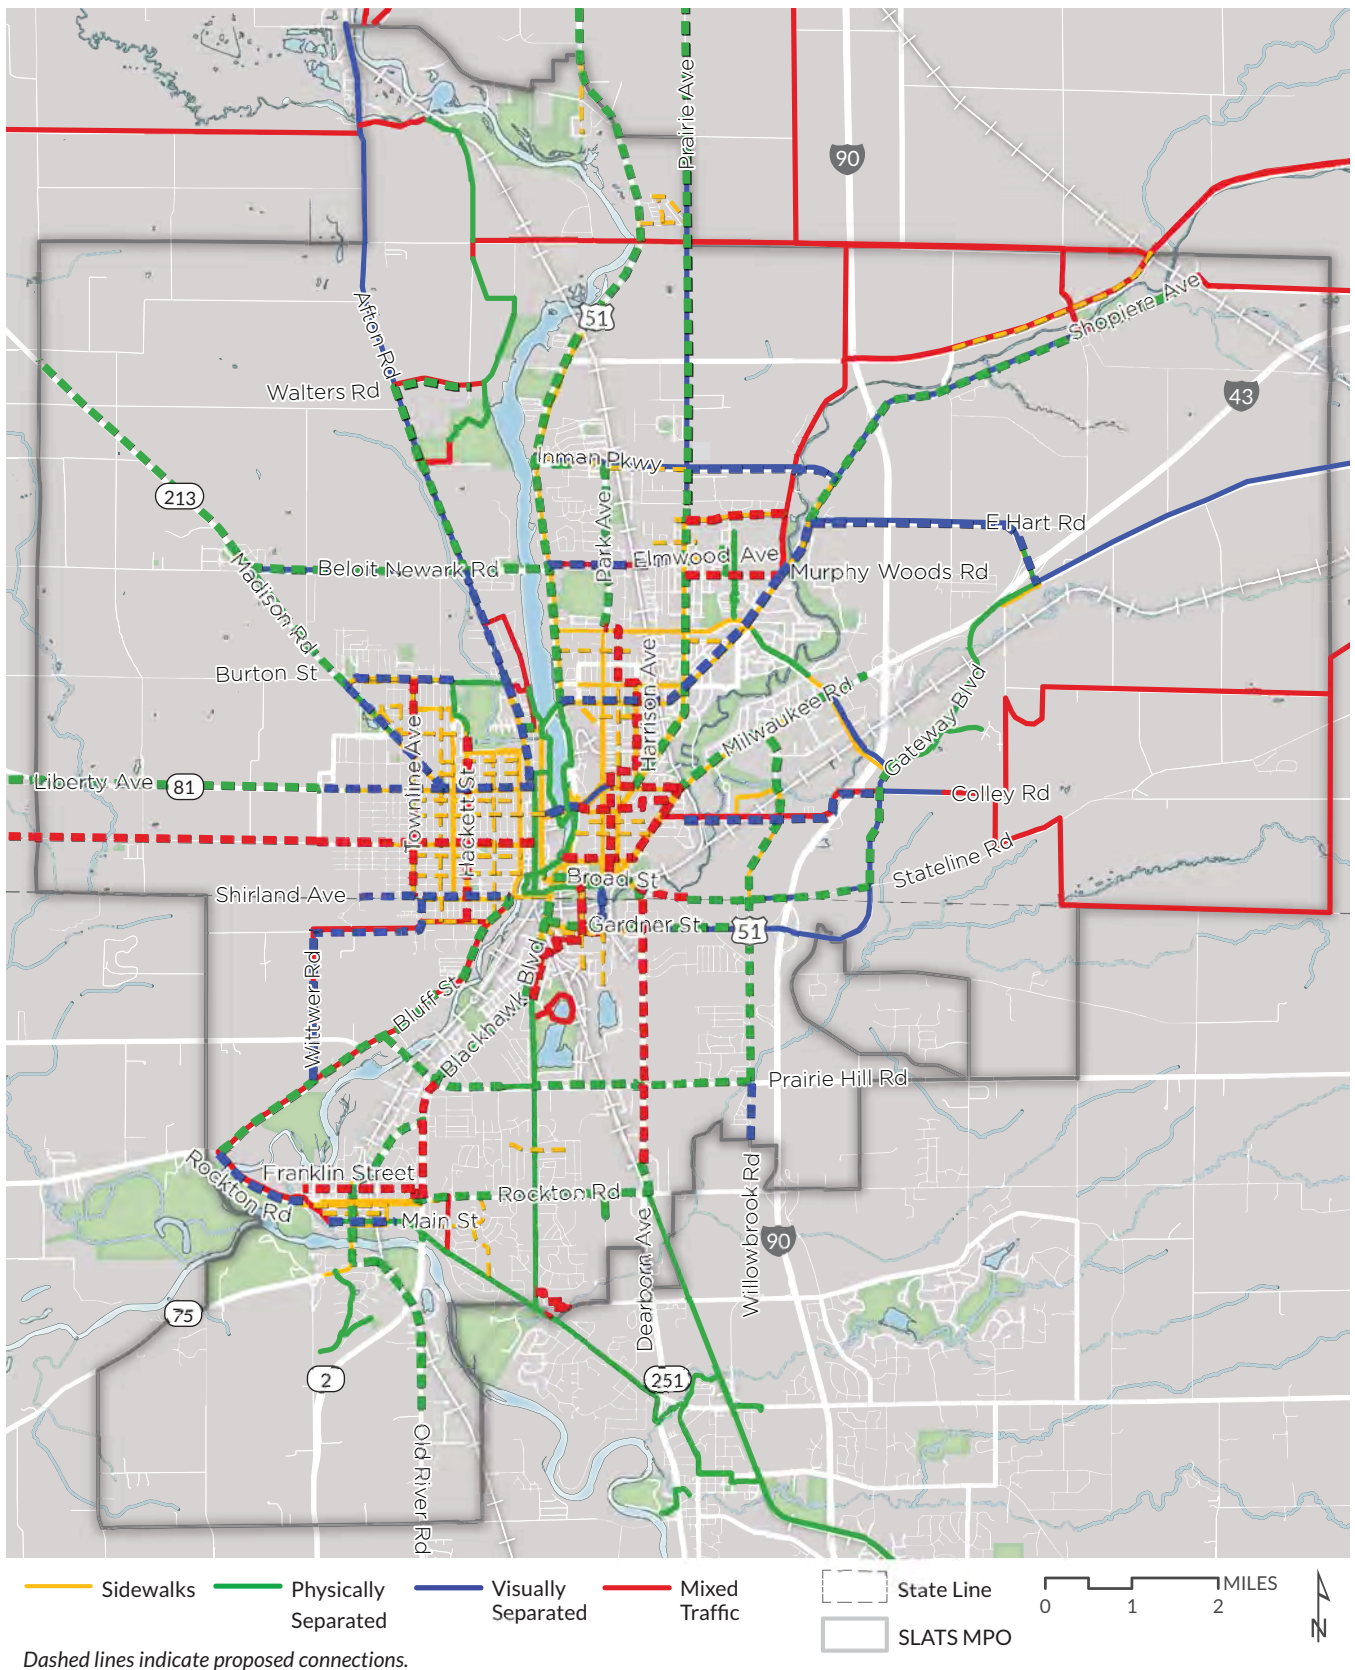 Prairie Ave
90
51
Afton Rd
Shopiere Ave
Walters Rd
43
Inman Pkwy
213
Park Ave
E Hart Rd
Elmwood Ave
Beloit Newark Rd
Murphy Woods Rd
Madison Rd
Burton St
Harrison Ave
Milwaukee Rd
Gateway Blvd
Townline Ave
Hackett St
Liberty Ave
81
Colley Rd
Stateline Rd
Broad St
Shirland Ave
Gardner St
51
Wittwer Rd
Bluff St
Blackhawk Blvd
Prairie Hill Rd
Rockton Rd
Franklin Street
Rockton Rd
Main St
Dearborn Ave
Willowbrook Rd
90
75
2
251
Old River Rd
Sidewalks
Physically
Separated
Visually
Separated
Mixed
Traffic
State Line
SLATS MPO
MILES
0 1 2
N
Dashed lines indicate proposed connections.